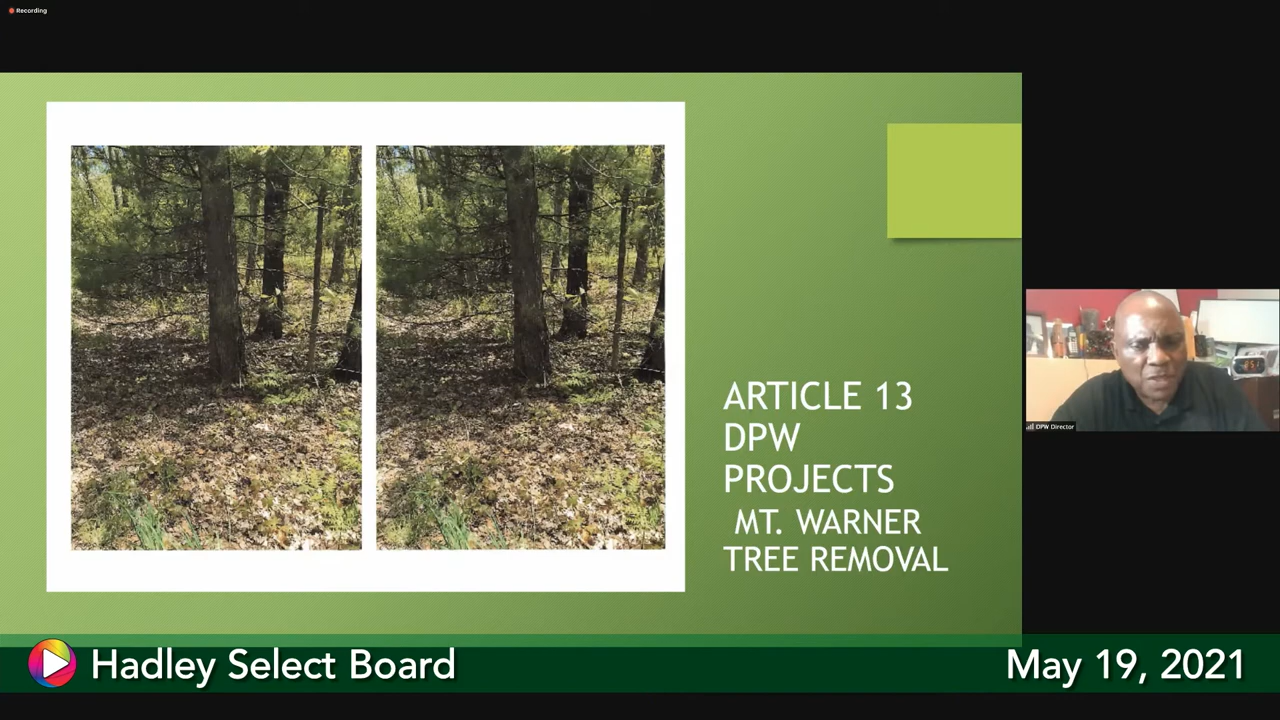 Recording
ARTICLE 13
DPW
PROJECTS
MT. WARNER
TREE REMOVAL
DPW Director
Hadley Select Board
May 19, 2021